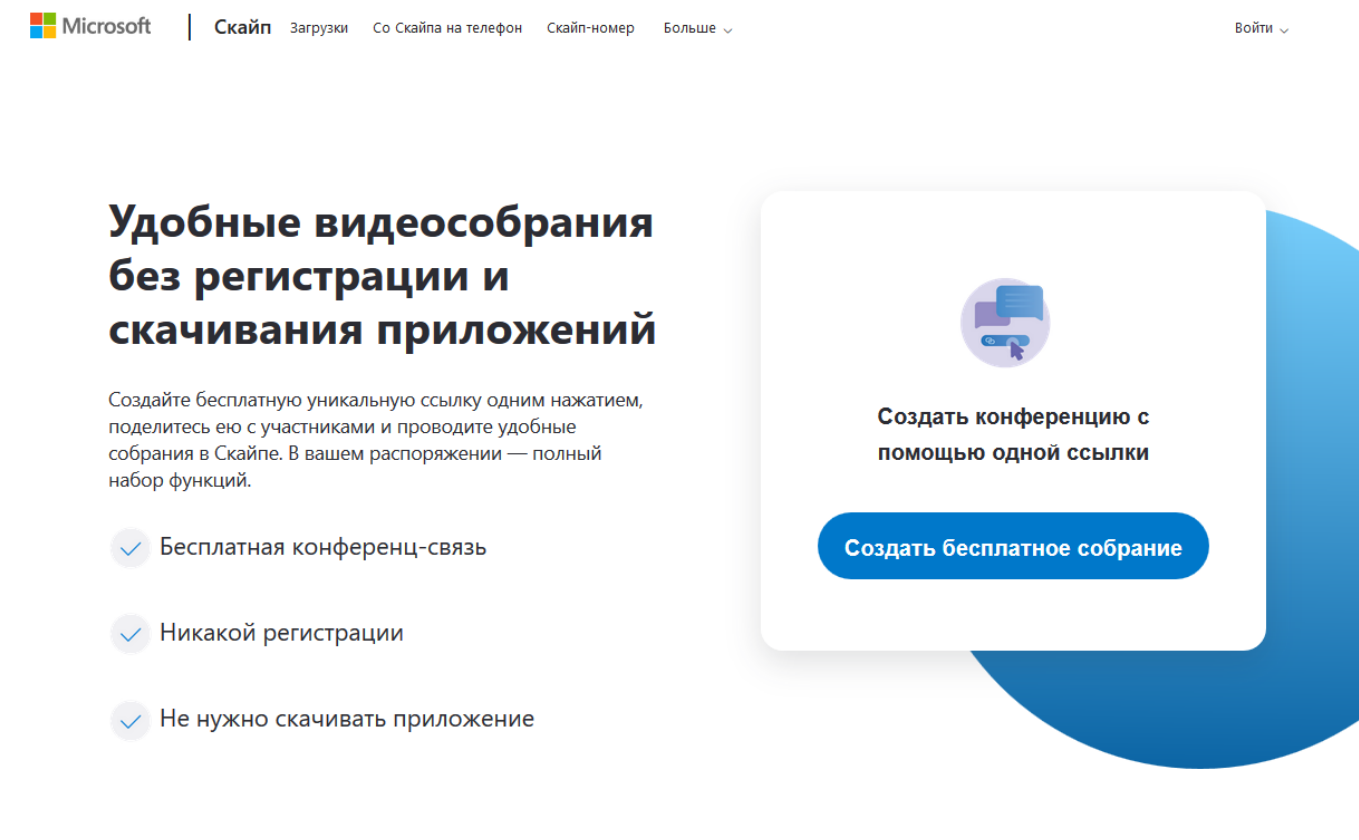 Microsoft
Скайп
Загрузки
Со Скайпа на телефон
Скайп-номер
Больше
Войти
Удобные видеособрания
без регистрации и
скачивания приложений
Создайте бесплатную уникальную ссылку одним нажатием,
поделитесь ею с участниками и проводите удобные
собрания в Скайпе. В вашем распоряжении — полный
набор функций.
Бесплатная конференц-связь
Никакой регистрации
Не нужно скачивать приложение
Создать конференцию с
помощью одной ссылки
Создать бесплатное собрание